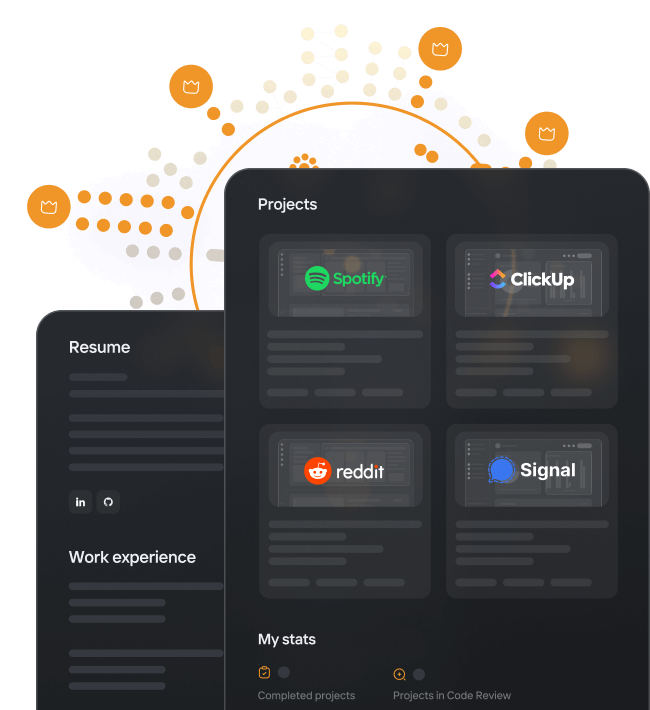 Projects
Spotify
ClickUp
reddit
Signal
My stats
Completed projects
Projects in Code Review
Resume
in
Work experience